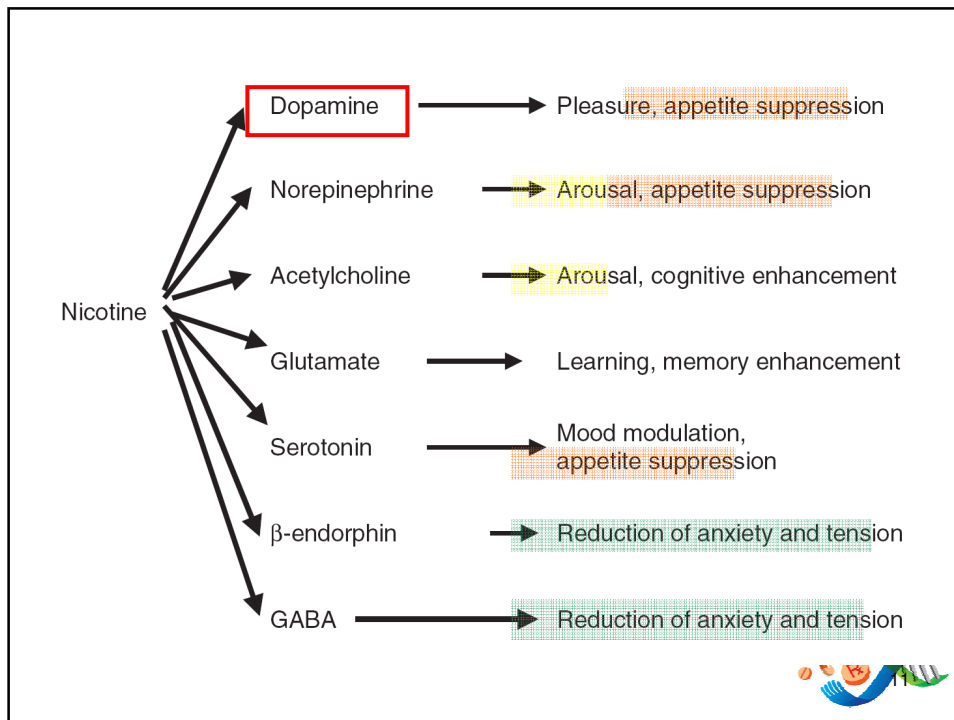 Dopamine Pleasure, appetite suppression
Norepinephrine Arousal, appetite suppression
Acetylcholine Arousal, cognitive enhancement
Nicotine
Glutamate Learning, memory enhancement
Serotonin Mood modulation,
appetite suppression
β-endorphin Reduction of anxiety and tension
GABA Reduction of anxiety and tension
11